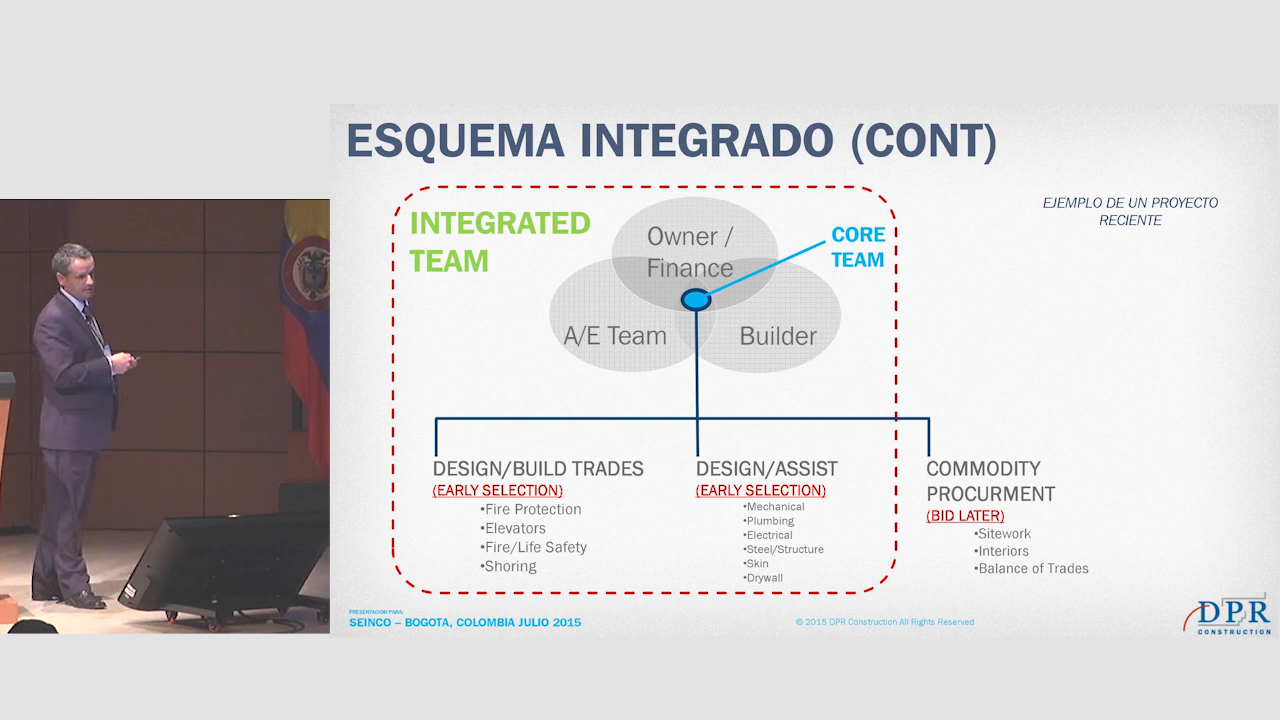 ESQUEMA INTEGRADO (CONT)
EJEMPLO DE UN PROYECTO
RECIENTE
INTEGRATED
TEAM
Owner /
Finance
CORE
TEAM
A/E Team
Builder
DESIGN/BUILD TRADES
(EARLY SELECTION)
•Fire Protection
•Elevators
•Fire/Life Safety
•Shoring
DESIGN/ASSIST
(EARLY SELECTION)
•Mechanical
•Plumbing
•Electrical
•Steel/Structure
•Skin
•Drywall
COMMODITY
PROCURMENT
(BID LATER)
•Sitework
•Interiors
•Balance of Trades
PRESENTACION PARA:
SEINCO – BOGOTA, COLOMBIA JULIO 2015
© 2015 DPR Construction All Rights Reserved
DPR
CONSTRUCTION